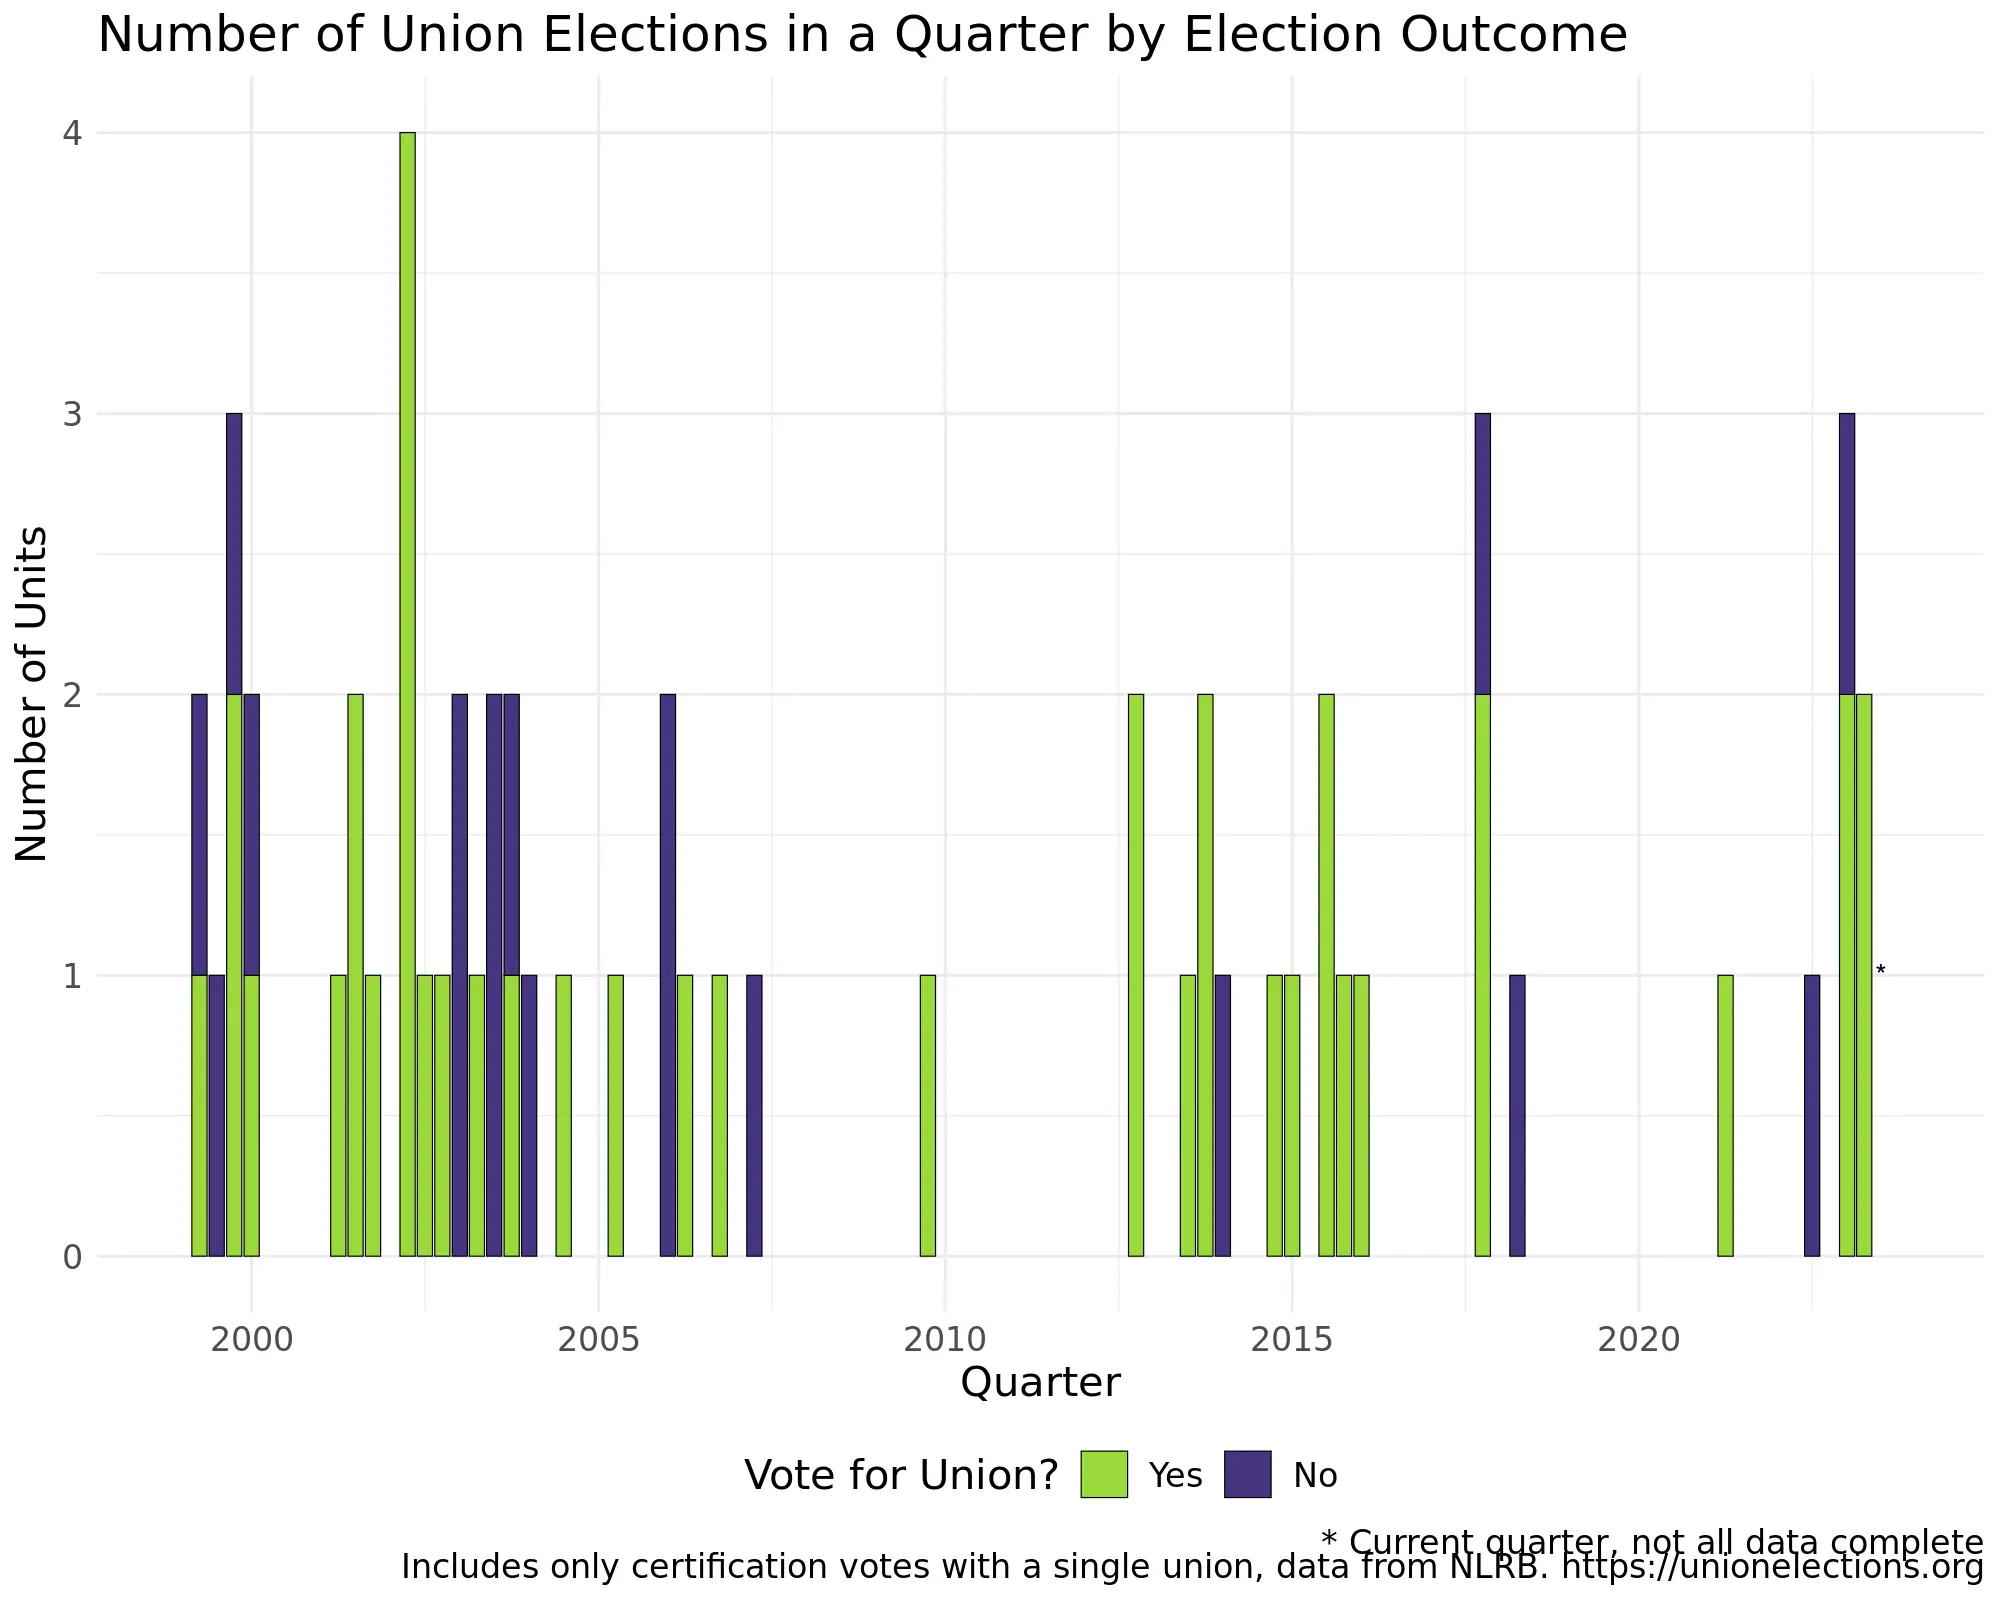 Number of Union Elections in a Quarter by Election Outcome
Number of Units
4
3
2
1
0
*
2000 2005 2010 2015 2020
Quarter
Vote for Union? Yes No
* Current quarter, not all data complete
Includes only certification votes with a single union, data from NLRB. https://unionelections.org